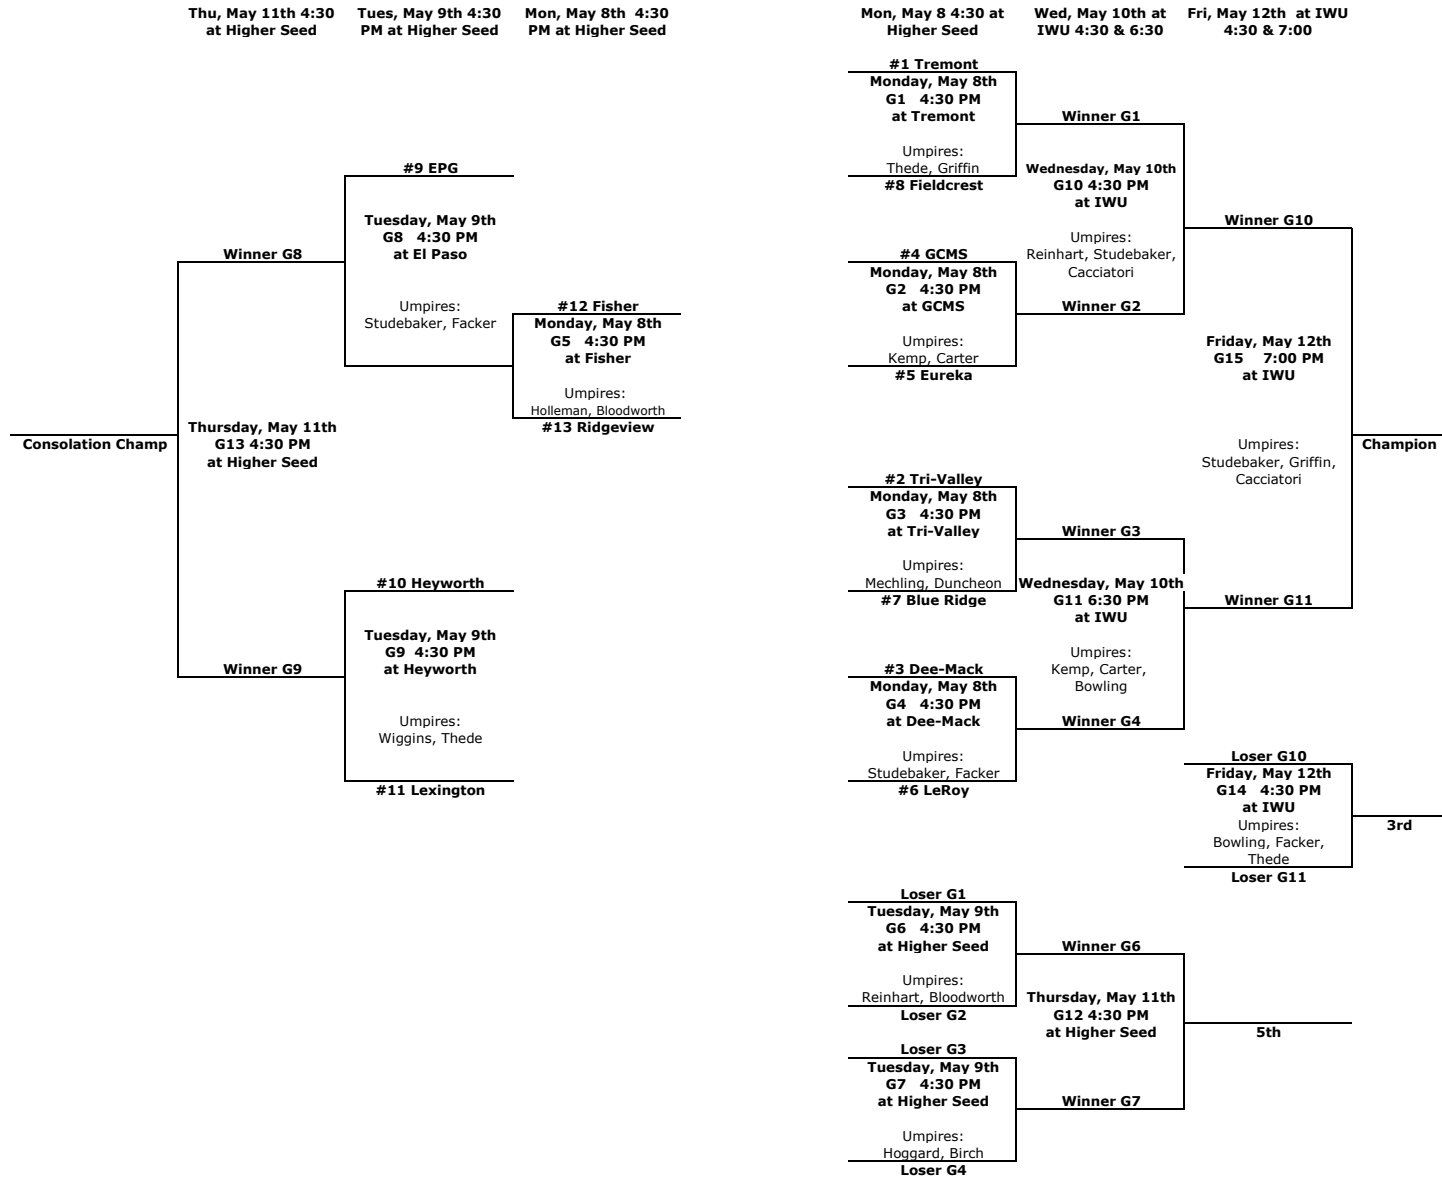 Thu, May 11th 4:30
at Higher Seed
Tues, May 9th 4:30
PM at Higher Seed
Mon, May 8th 4:30
PM at Higher Seed
Mon, May 8 4:30 at
Higher Seed
Wed, May 10th at
IWU 4:30 & 6:30
Fri, May 12th at IWU
4:30 & 7:00
#9 EPG
Tuesday, May 9th
G8 4:30 PM
at El Paso
Umpires:
Studebaker, Facker
Winner G8
#12 Fisher
Monday, May 8th
G5 4:30 PM
at Fisher
Umpires:
Holleman, Bloodworth
#13 Ridgeview
Consolation Champ
Thursday, May 11th
G13 4:30 PM
at Higher Seed
#10 Heyworth
Tuesday, May 9th
G9 4:30 PM
at Heyworth
Umpires:
Wiggins, Thede
#11 Lexington
Winner G9
#1 Tremont
Monday, May 8th
G1 4:30 PM
at Tremont
Umpires:
Thede, Griffin
#8 Fieldcrest
Winner G1
Wednesday, May 10th
G10 4:30 PM
at IWU
Umpires:
Reinhart, Studebaker,
Cacciatori
Winner G2
#4 GCMS
Monday, May 8th
G2 4:30 PM
at GCMS
Umpires:
Kemp, Carter
#5 Eureka
Winner G10
Friday, May 12th
G15 7:00 PM
at IWU
Umpires:
Studebaker, Griffin,
Cacciatori
Champion
Winner G11
#2 Tri-Valley
Monday, May 8th
G3 4:30 PM
at Tri-Valley
Umpires:
Mechling, Duncheon
#7 Blue Ridge
Winner G3
Wednesday, May 10th
G11 6:30 PM
at IWU
Umpires:
Kemp, Carter,
Bowling
Winner G4
#3 Dee-Mack
Monday, May 8th
G4 4:30 PM
at Dee-Mack
Umpires:
Studebaker, Facker
#6 LeRoy
Loser G10
Friday, May 12th
G14 4:30 PM
at IWU
Umpires:
Bowling, Facker,
Thede
Loser G11
3rd
Loser G1
Tuesday, May 9th
G6 4:30 PM
at Higher Seed
Umpires:
Reinhart, Bloodworth
Loser G2
Winner G6
Thursday, May 11th
G12 4:30 PM
at Higher Seed
5th
Loser G3
Tuesday, May 9th
G7 4:30 PM
at Higher Seed
Umpires:
Hoggard, Birch
Loser G4
Winner G7